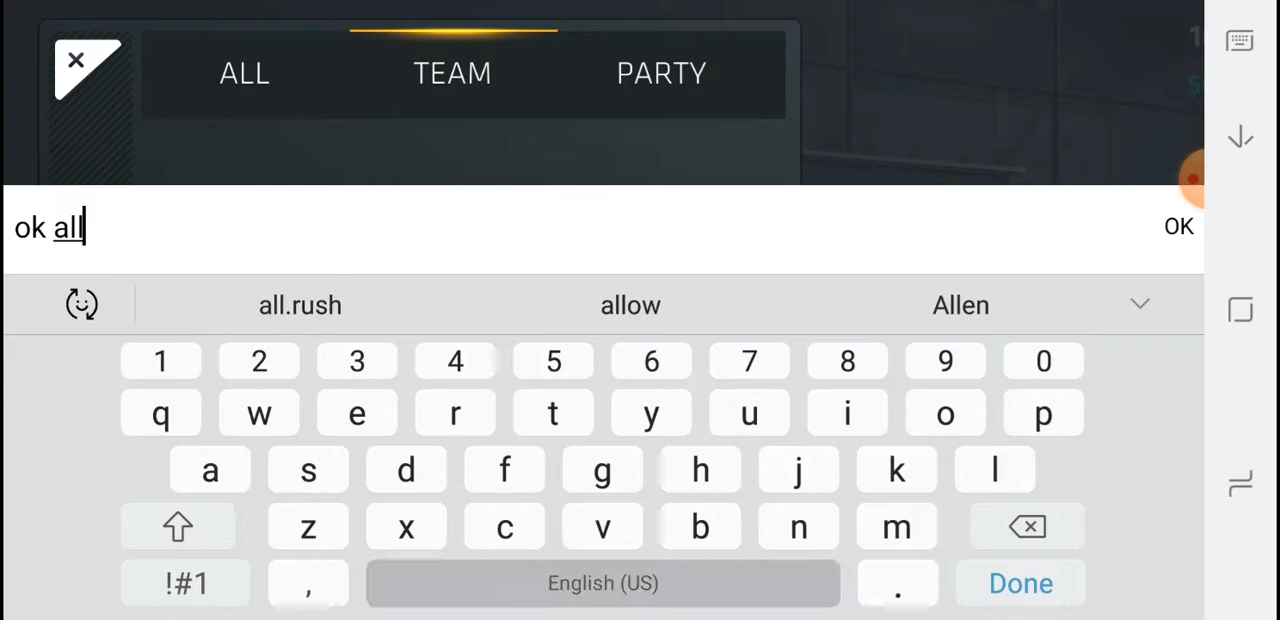 ALL TEAM PARTY
ok all
OK
all.rush allow Allen
1 2 3 4 5 6 7 8 9 0
q w e r t y u i o p
a s d f g h j k l
z x c v b n m
!#1 , English (US) . Done